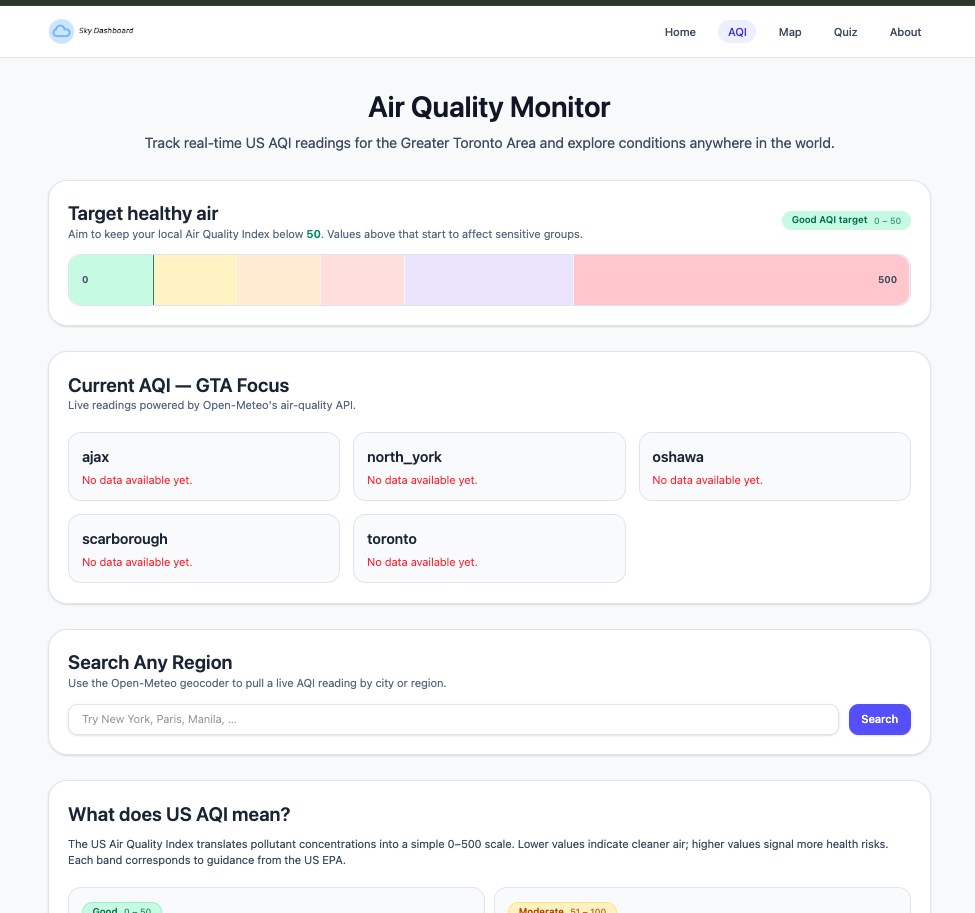 Sky Dashboard
Home AQI Map Quiz About
Air Quality Monitor
Track real-time US AQI readings for the Greater Toronto Area and explore conditions anywhere in the world.
Target healthy air
Good AQI target 0 – 50
Aim to keep your local Air Quality Index below 50. Values above that start to affect sensitive groups.
0 500
Current AQI — GTA Focus
Live readings powered by Open-Meteo's air-quality API.
ajax
No data available yet.
north_york
No data available yet.
oshawa
No data available yet.
scarborough
No data available yet.
toronto
No data available yet.
Search Any Region
Use the Open-Meteo geocoder to pull a live AQI reading by city or region.
Try New York, Paris, Manila, ...
Search
What does US AQI mean?
The US Air Quality Index translates pollutant concentrations into a simple 0–500 scale. Lower values indicate cleaner air; higher values signal more health risks.
Each band corresponds to guidance from the US EPA.
Good 0 – 50
Moderate 51 – 100